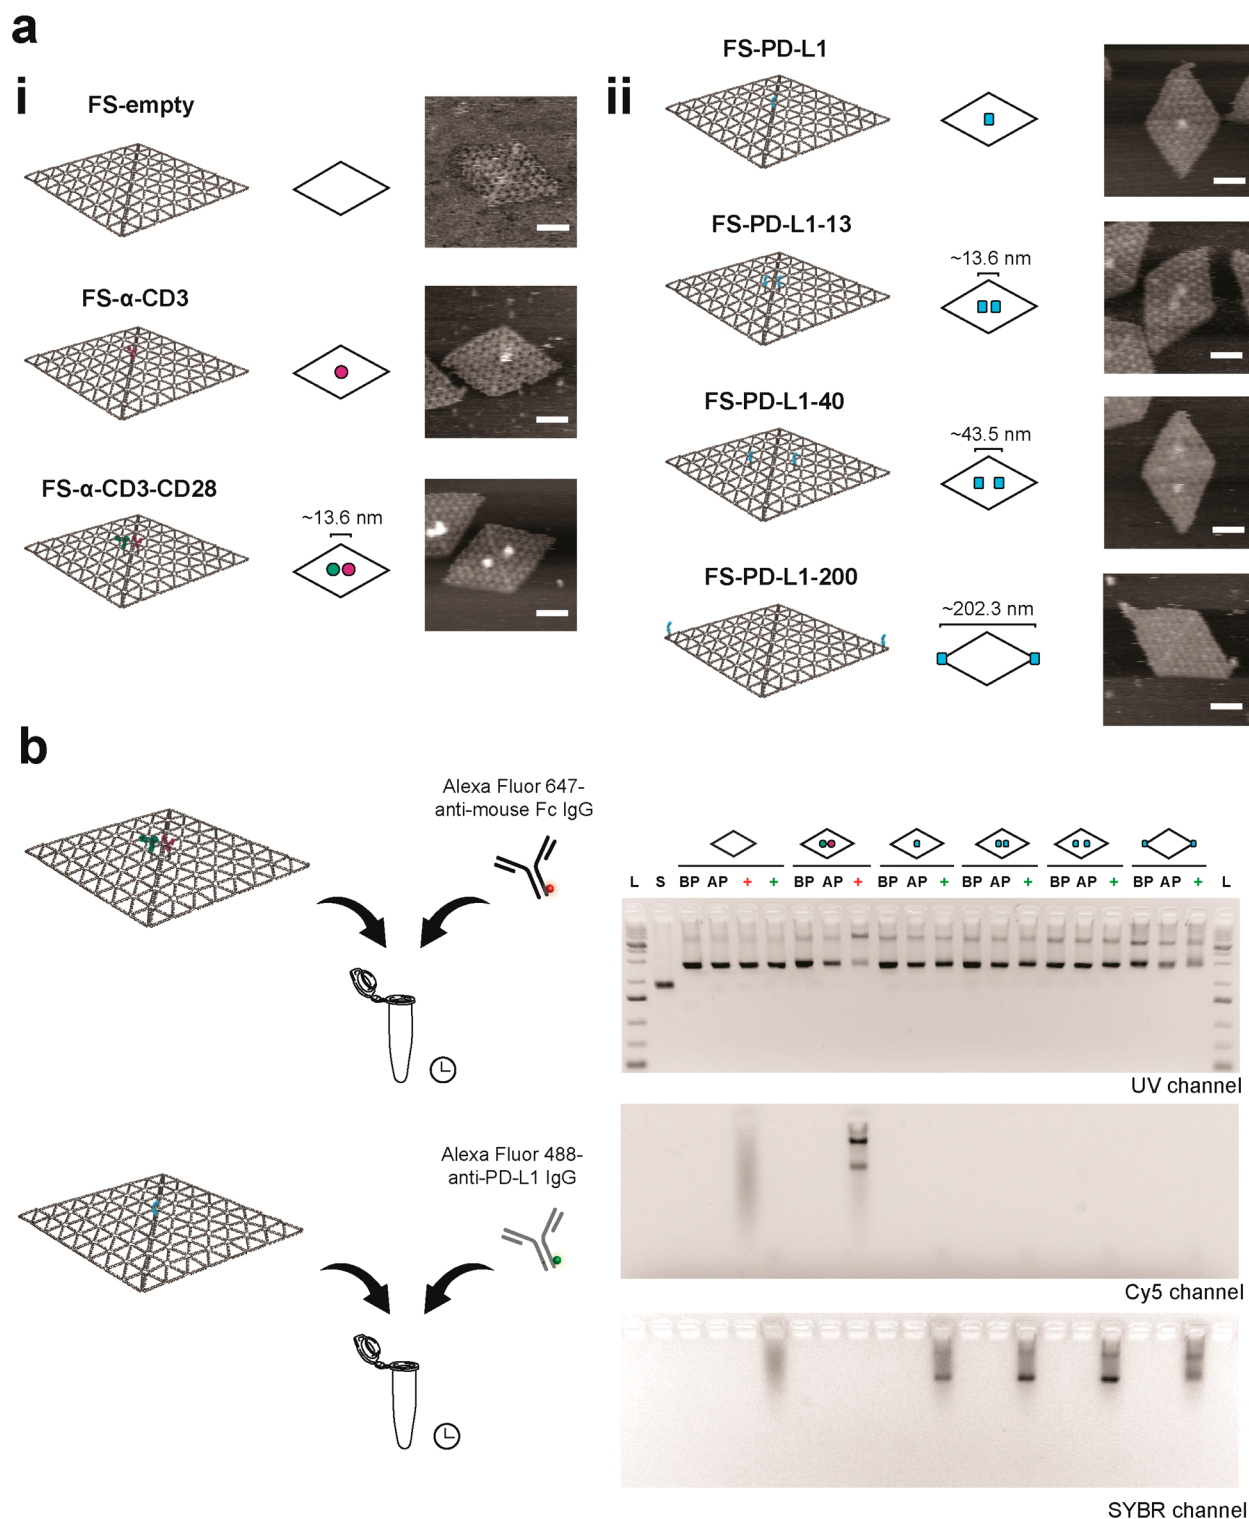 a
i
FS-empty
FS-α-CD3
FS-α-CD3-CD28
~13.6 nm
ii
FS-PD-L1
FS-PD-L1-13
~13.6 nm
FS-PD-L1-40
~43.5 nm
FS-PD-L1-200
~202.3 nm
b
Alexa Fluor 647-
anti-mouse Fc IgG
Alexa Fluor 488-
anti-PD-L1 IgG
L S BP AP + + BP AP + BP AP + BP AP + BP AP + BP AP + L
UV channel
Cy5 channel
SYBR channel